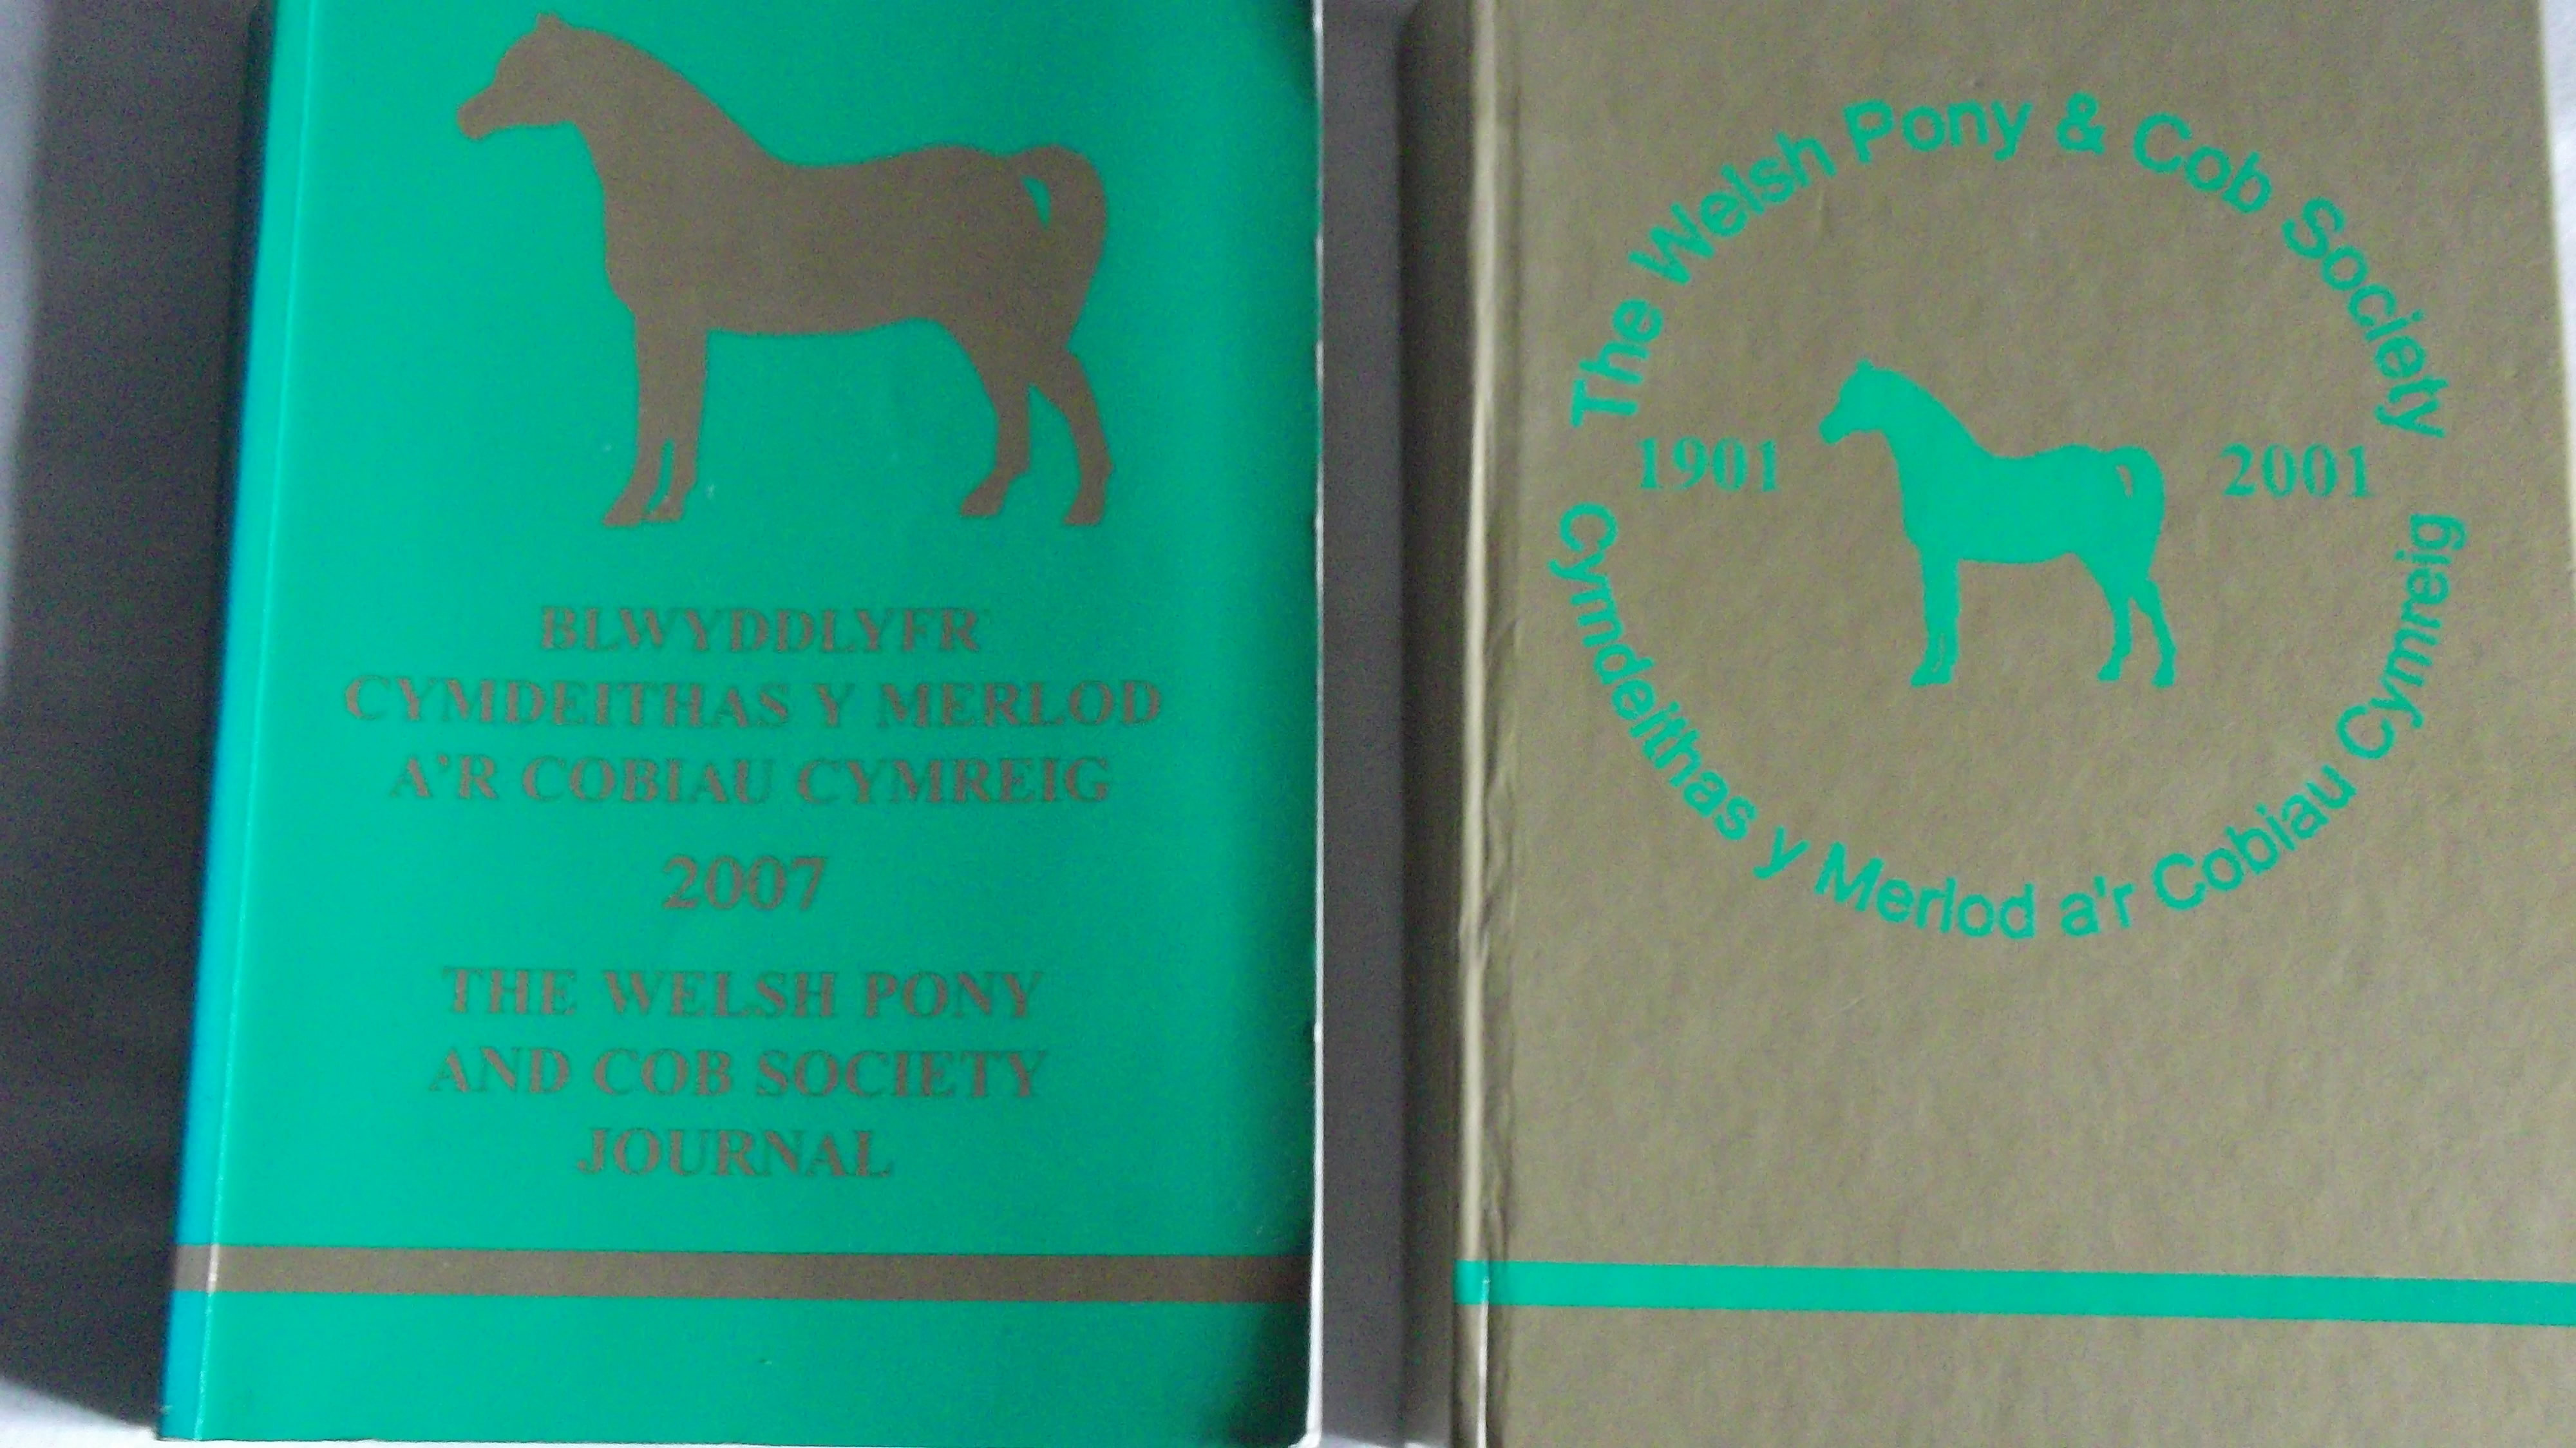 BLWYDDLYFR
CYMDEITHAS Y MERLOD
A'R COBIAU CYMREIG
2007
THE WELSH PONY
AND COB SOCIETY
JOURNAL
The Welsh Pony & Cob Society
1901 2001
Cymdeithas y Merlod a'r Cobiau Cymreig